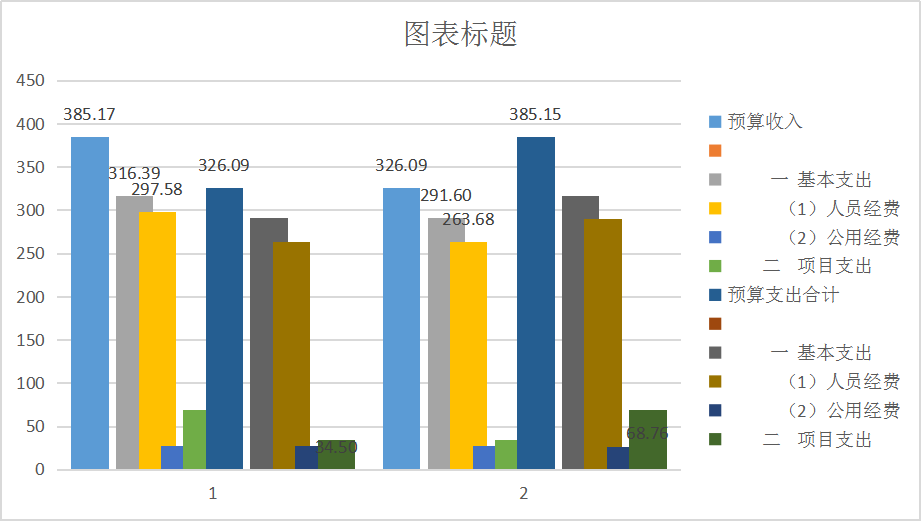 图表标题
450
400
350
300
250
200
150
100
50
0
385.17
316.39
297.58
326.09
34.50
326.09
291.60
263.68
385.15
68.76
1
2
预算收入
一 基本支出
（1）人员经费
（2）公用经费
二 项目支出
预算支出合计
一 基本支出
（1）人员经费
（2）公用经费
二 项目支出